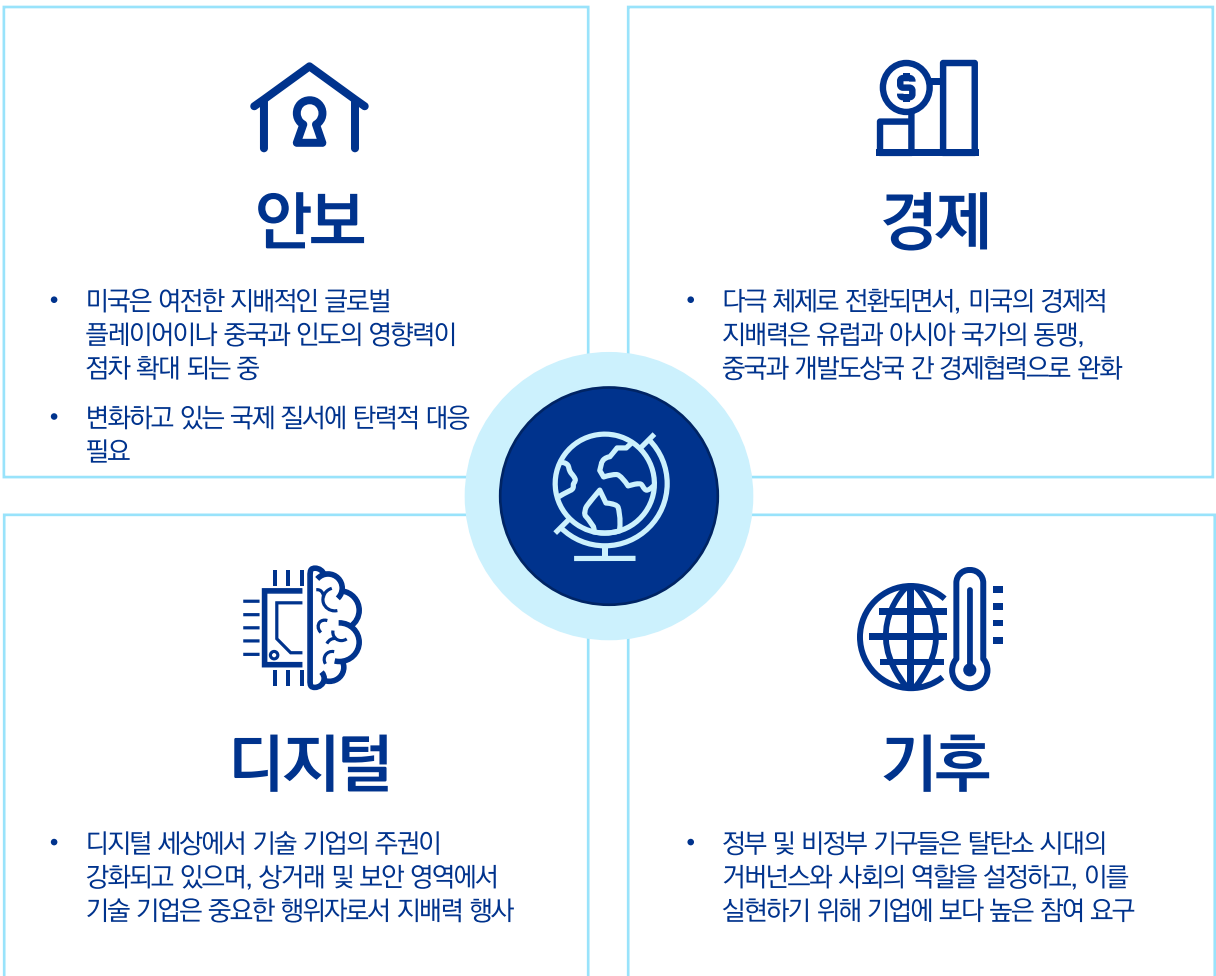 안보
• 미국은 여전한 지배적인 글로벌
플레이어이나 중국과 인도의 영향력이
점차 확대 되는 중
• 변화하고 있는 국제 질서에 탄력적 대응
필요
$
경제
• 다극 체제로 전환되면서, 미국의 경제적
지배력은 유럽과 아시아 국가의 동맹,
중국과 개발도상국 간 경제협력으로 완화
디지털
• 디지털 세상에서 기술 기업의 주권이
강화되고 있으며, 상거래 및 보안 영역에서
기술 기업은 중요한 행위자로서 지배력 행사
기후
• 정부 및 비정부 기구들은 탈탄소 시대의
거버넌스와 사회의 역할을 설정하고, 이를
실현하기 위해 기업에 보다 높은 참여 요구